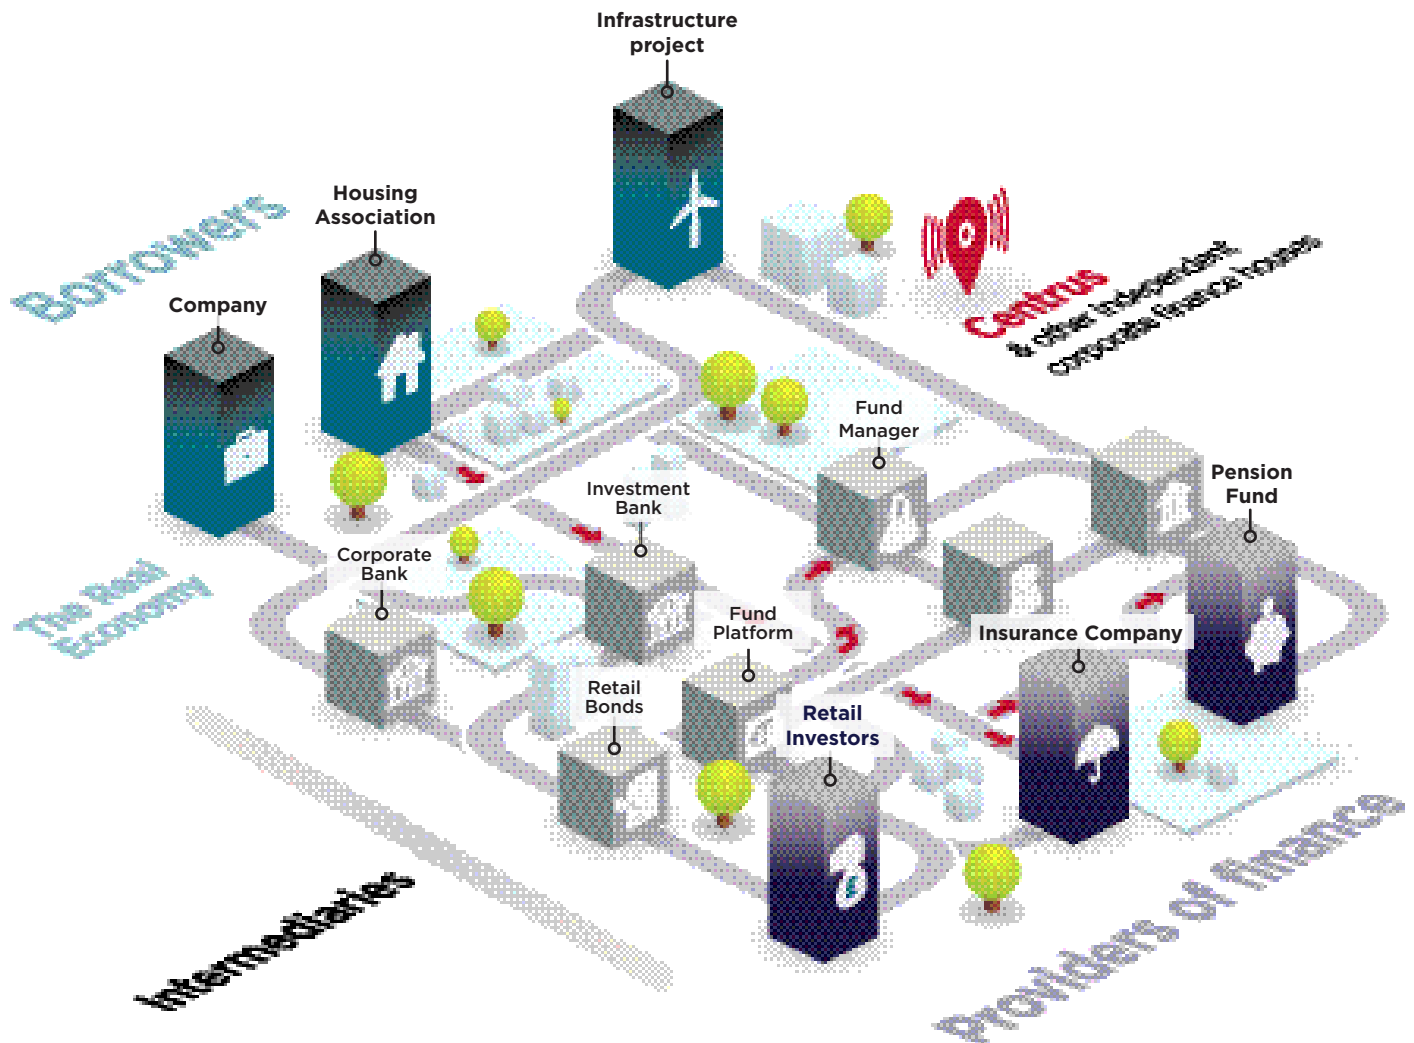 Infrastructure
project
Housing
Association
Borrowers
Company
Centrus
& other independent
corporate finance houses
Fund
Manager
Pension
Fund
Investment
Bank
Corporate
Bank
The Real
Economy
Fund
Platform
Insurance Company
Retail
Bonds
Retail
Investors
£
Intermediaries
Providers of finance